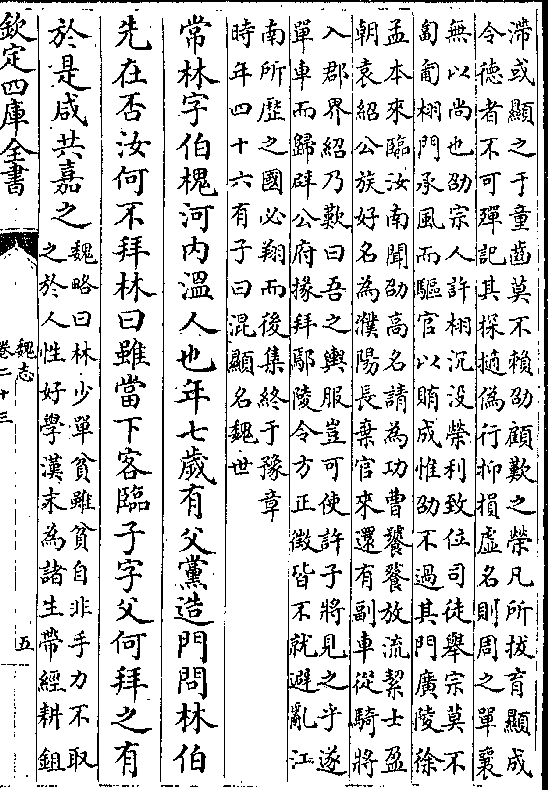 滯或顯之于童齒莫不賴劭顧歎之榮凡所拔育顯成
令德者不可殫記其探擿偽行抑損虛名則周之單襄
無以尚也劭宗人許栩沉没榮利致位司徒舉宗莫不
匍匐栩門承風而驅官以賄成惟劭不過其門廣陵徐
孟本來臨汝南聞劭高名請為功曹饕餮放流絜士盈
朝袁紹公族好名為濮陽長棄官來還有副車從騎將
入郡界紹乃歎曰吾之輿服豈可使許子將見之乎遂
單車而歸辟公府掾拜鄢陵令方正徵皆不就避亂江
南所歴之國必翔而後集終于豫章
時年四十六有子曰混顯名魏世
常林字伯槐河内溫人也年七歲有父黨造門問林伯
先在否汝何不拜林曰雖當下客臨子字父何拜之有
於是咸共嘉之
魏略曰林少單貧雖貧自非手力不取
之於人性好學漢末為諸生帶經耕鉏
欽定四庫全書
魏志
卷二十三
五